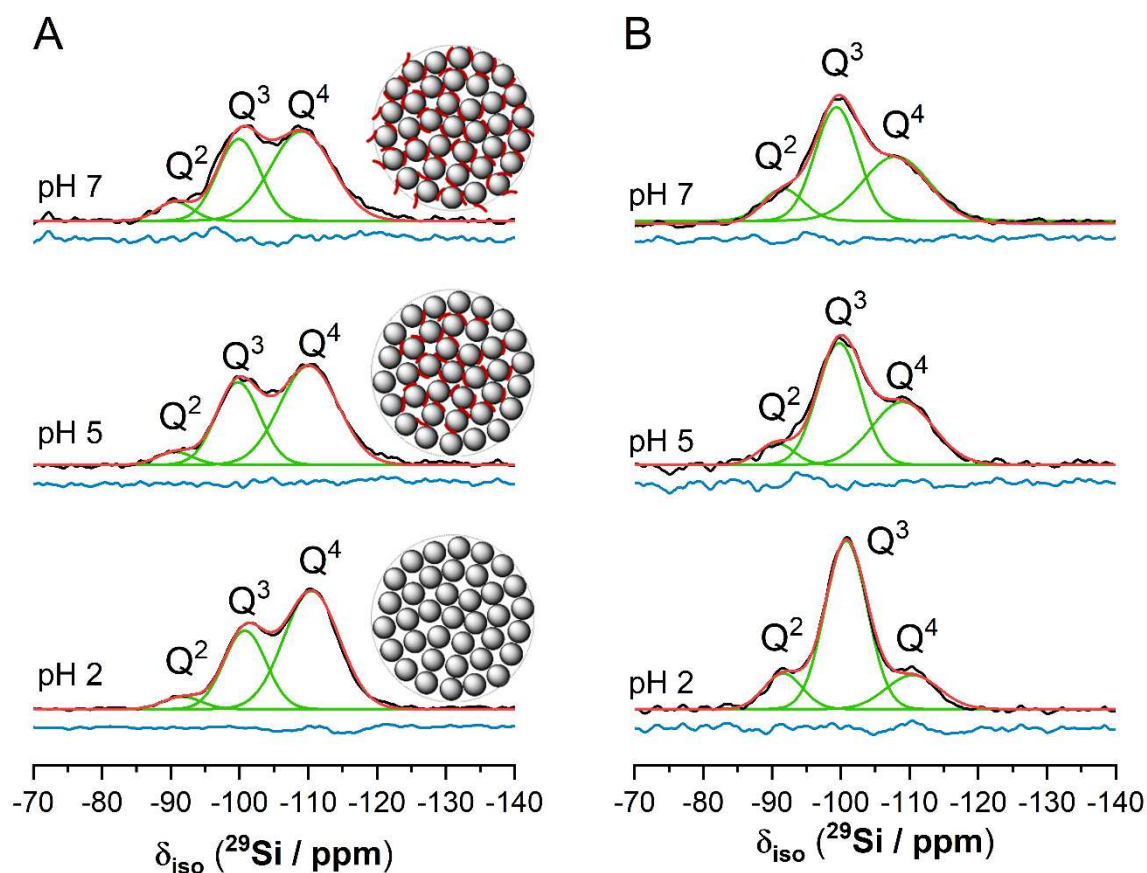 A
Q² Q³ Q⁴
pH 7
Q² Q³ Q⁴
pH 5
Q² Q³ Q⁴
pH 2
-70 -80 -90 -100 -110 -120 -130 -140
δiso (²⁹Si / ppm)
B
Q² Q³ Q⁴
pH 7
Q² Q³ Q⁴
pH 5
Q² Q³ Q⁴
pH 2
-70 -80 -90 -100 -110 -120 -130 -140
δiso (²⁹Si / ppm)